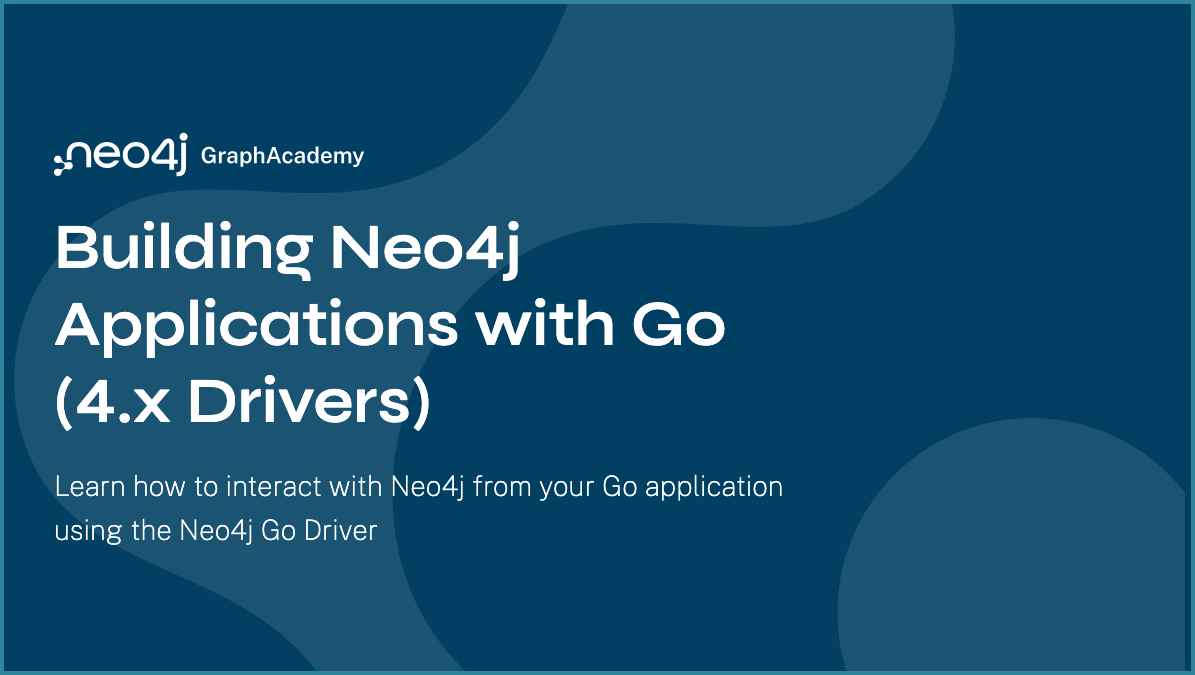 neo4j GraphAcademy
Building Neo4j
Applications with Go
(4.x Drivers)
Learn how to interact with Neo4j from your Go application
using the Neo4j Go Driver